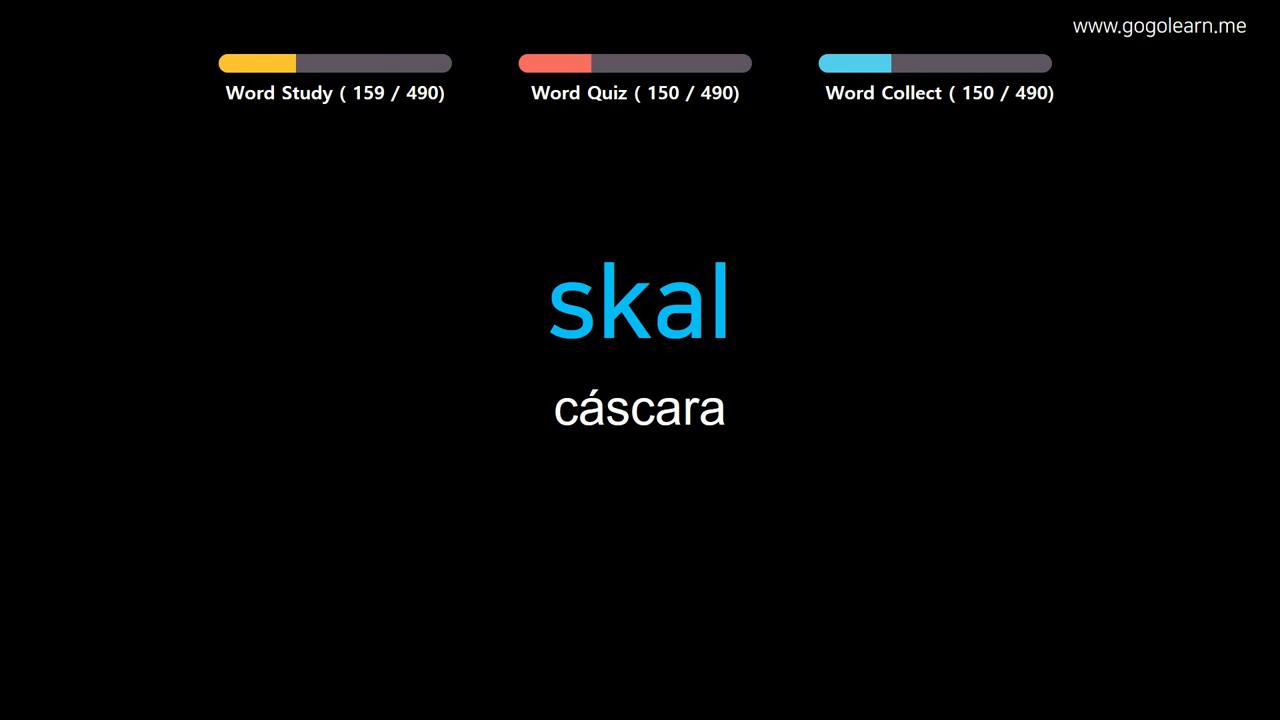 www.gogolearn.me
Word Study ( 159 / 490)
Word Quiz ( 150 / 490)
Word Collect ( 150 / 490)
skal
cáscara